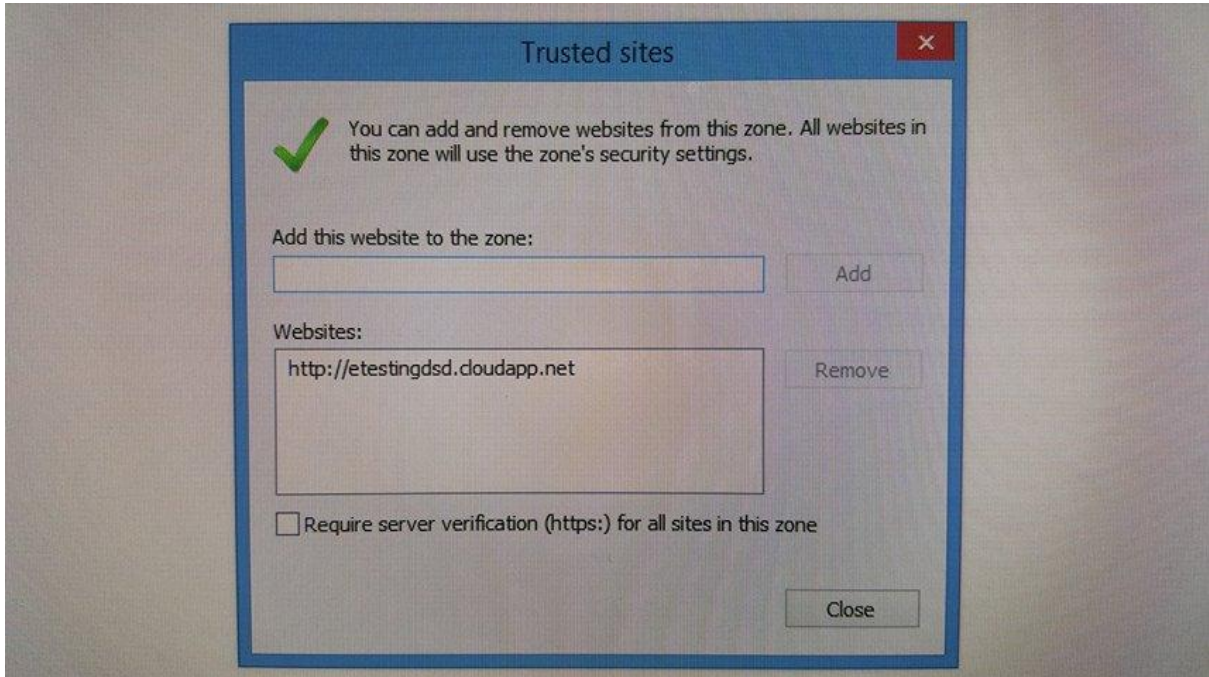 Trusted sites
You can add and remove websites from this zone. All websites in
this zone will use the zone's security settings.
Add this website to the zone:
Add
Websites:
http://etestingdsd.cloudapp.net
Remove
Require server verification (https:) for all sites in this zone
Close